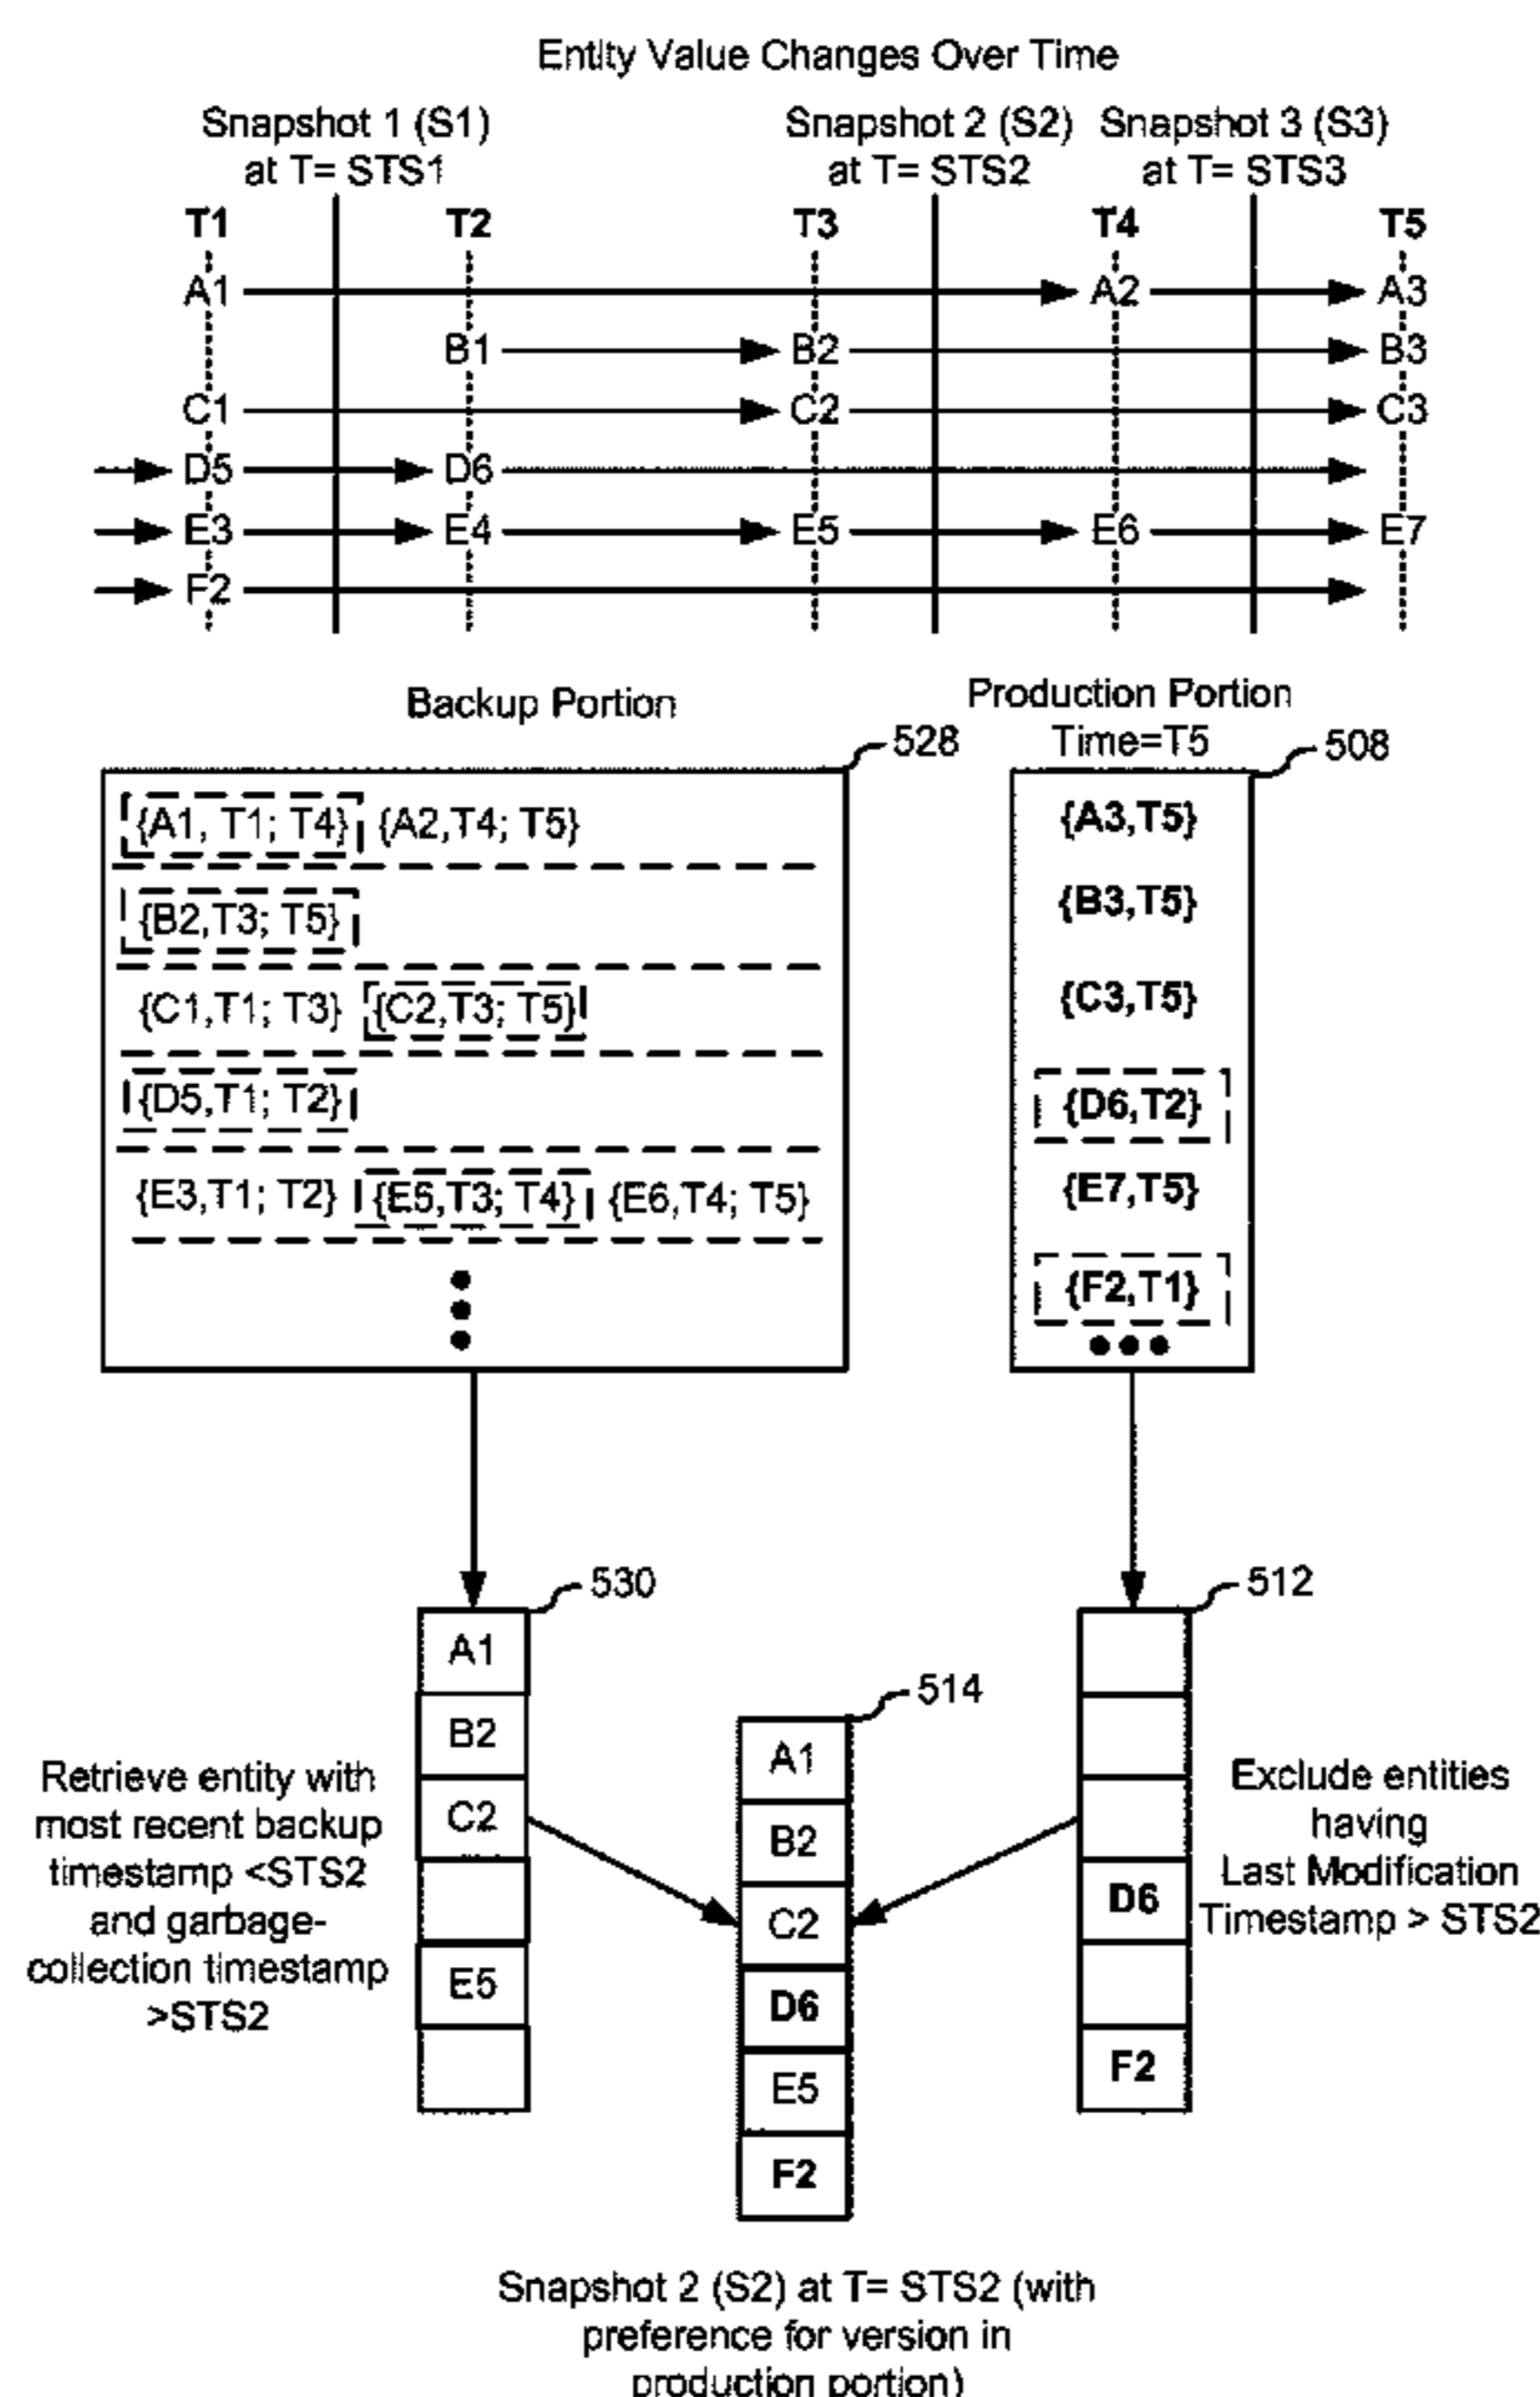 Entity Value Changes Over Time
Snapshot 1 (S1) Snapshot 2 (S2) Snapshot 3 (S3)
at T= STS1 at T= STS2 at T= STS3
T1 T2 T3 T4 T5
A1 A2 A3
B1 B2 B3
C1 C2 C3
D5 D6
E3 E4 E5 E6 E7
F2
Backup Portion
528
{A1, T1; T4} {A2,T4; T5}
{B2,T3; T5}
{C1,T1; T3} {C2,T3; T5}
{D5,T1; T2}
{E3,T1; T2} {E5,T3; T4} {E6,T4; T5}
Production Portion
Time=T5
508
{A3,T5}
{B3,T5}
{C3,T5}
{D6,T2}
{E7,T5}
{F2,T1}
530
A1
B2
C2
E5
Retrieve entity with
most recent backup
timestamp <STS2
and garbage-
collection timestamp
>STS2
514
A1
B2
C2
D6
E5
F2
512
D6
F2
Exclude entities
having
Last Modification
Timestamp > STS2
Snapshot 2 (S2) at T= STS2 (with
preference for version in
production portion)